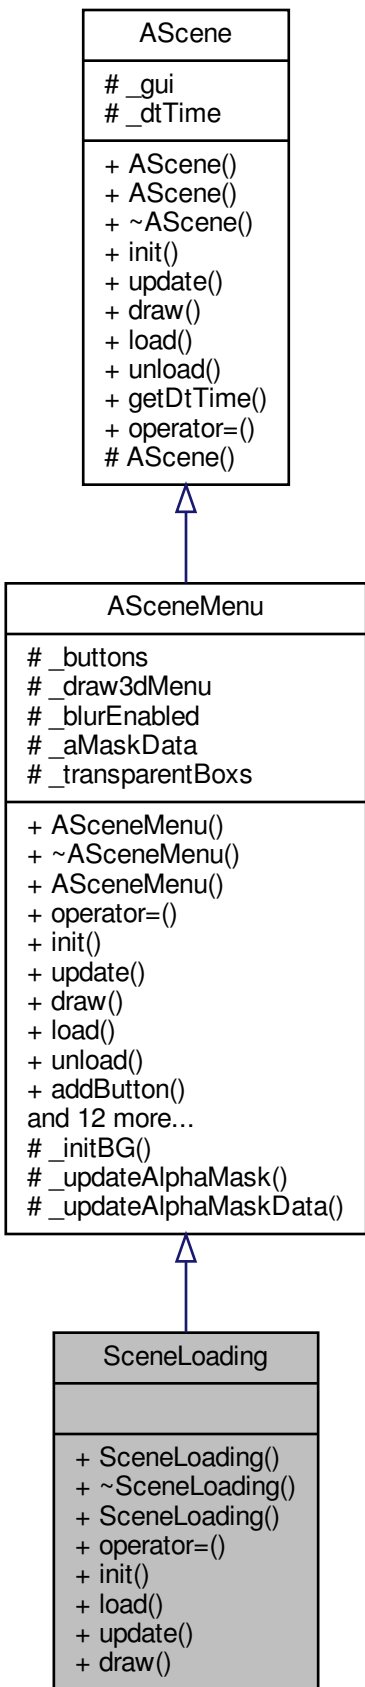 AScene
# _gui
# _dtTime
+ AScene()
+ AScene()
+ ~AScene()
+ init()
+ update()
+ draw()
+ load()
+ unload()
+ getDtTime()
+ operator=()
# AScene()
ASceneMenu
# _buttons
# _draw3dMenu
# _blurEnabled
# _aMaskData
# _transparentBoxs
+ ASceneMenu()
+ ~ASceneMenu()
+ ASceneMenu()
+ operator=()
+ init()
+ update()
+ draw()
+ load()
+ unload()
+ addButton()
and 12 more...
# _initBG()
# _updateAlphaMask()
# _updateAlphaMaskData()
SceneLoading
+ SceneLoading()
+ ~SceneLoading()
+ SceneLoading()
+ operator=()
+ init()
+ load()
+ update()
+ draw()